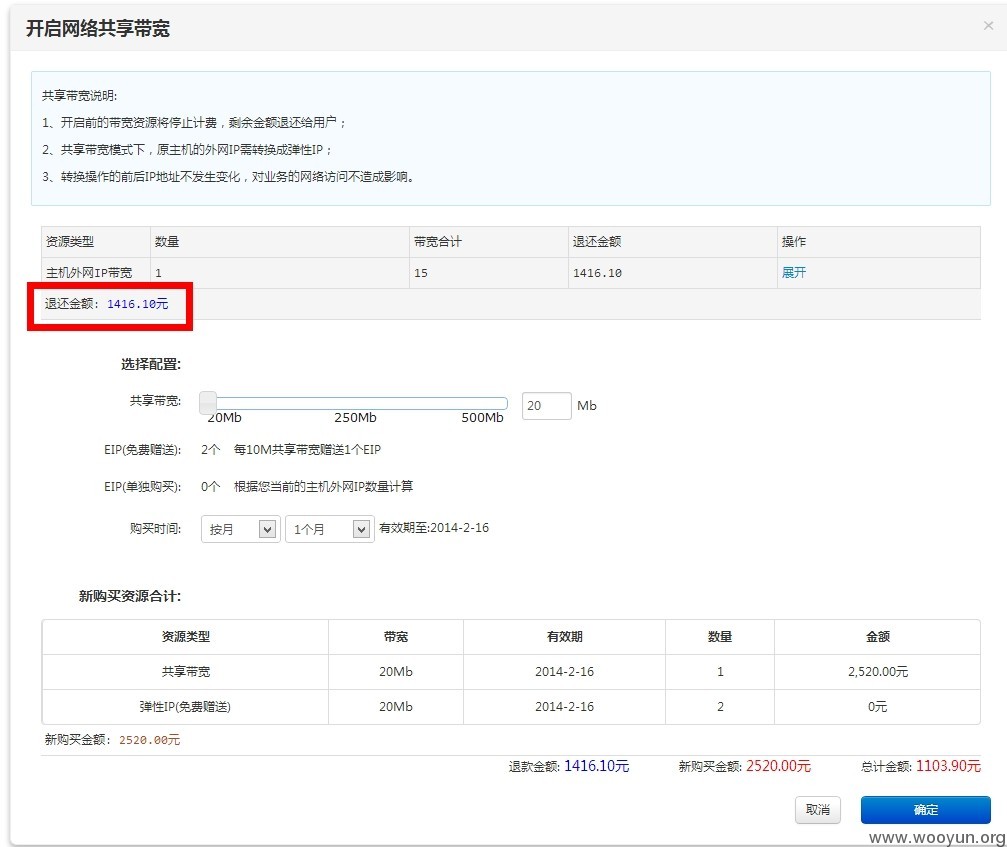 开启网络共享带宽 ×
共享带宽说明:
1、开启前的带宽资源将停止计费，剩余金额退还给用户；
2、共享带宽模式下，原主机的外网IP需转换成弹性IP；
3、转换操作的前后IP地址不发生变化，对业务的网络访问不造成影响。
资源类型 数量 带宽合计 退还金额 操作
主机外网IP带宽 1 15 1416.10 展开
退还金额: 1416.10元
选择配置:
共享带宽: 20 Mb
20Mb 250Mb 500Mb
EIP(免费赠送): 2个 每10M共享带宽赠送1个EIP
EIP(单独购买): 0个 根据您当前的主机外网IP数量计算
购买时间: 按月 1个月 有效期至:2014-2-16
新购买资源合计:
资源类型 带宽 有效期 数量 金额
共享带宽 20Mb 2014-2-16 1 2,520.00元
弹性IP(免费赠送) 20Mb 2014-2-16 2 0元
新购买金额: 2520.00元
退款金额: 1416.10元 新购买金额: 2520.00元 总计金额: 1103.90元
取消 确定
www.wooyun.org